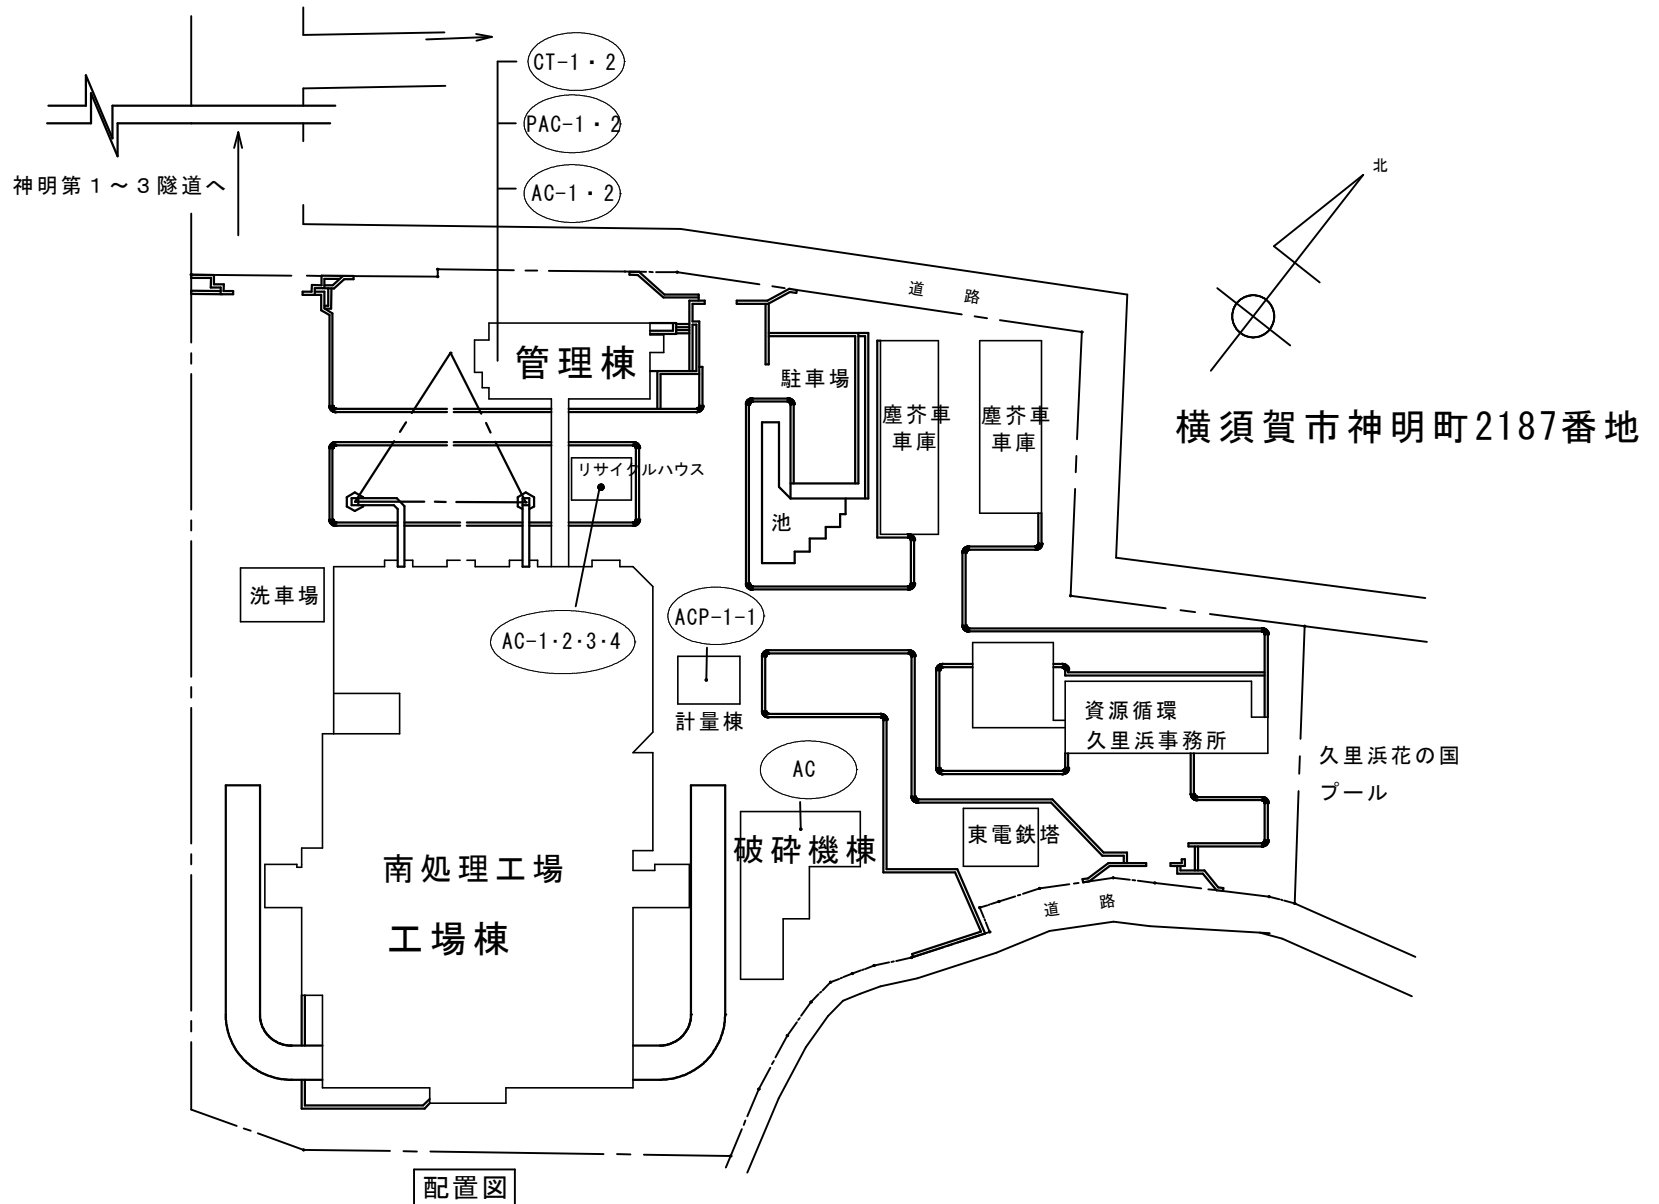 CT-1・2
PAC-1・2
AC-1・2
神明第1～3隧道へ
北
道　路
管理棟
駐車場
塵芥車
車庫
塵芥車
車庫
横須賀市神明町2187番地
リサイクルハウス
池
洗車場
AC-1・2・3・4
ACP-1-1
計量棟
資源循環
久里浜事務所
久里浜花の国
プール
AC
破砕機棟
東電鉄塔
南処理工場
工場棟
道　路
配置図